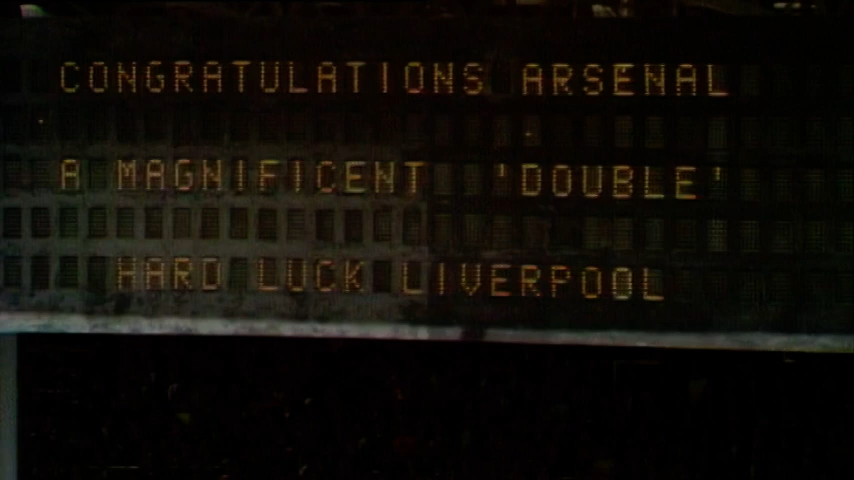 CONGRATULATIONS ARSENAL
A MAGNIFICENT 'DOUBLE'
HARD LUCK LIVERPOOL